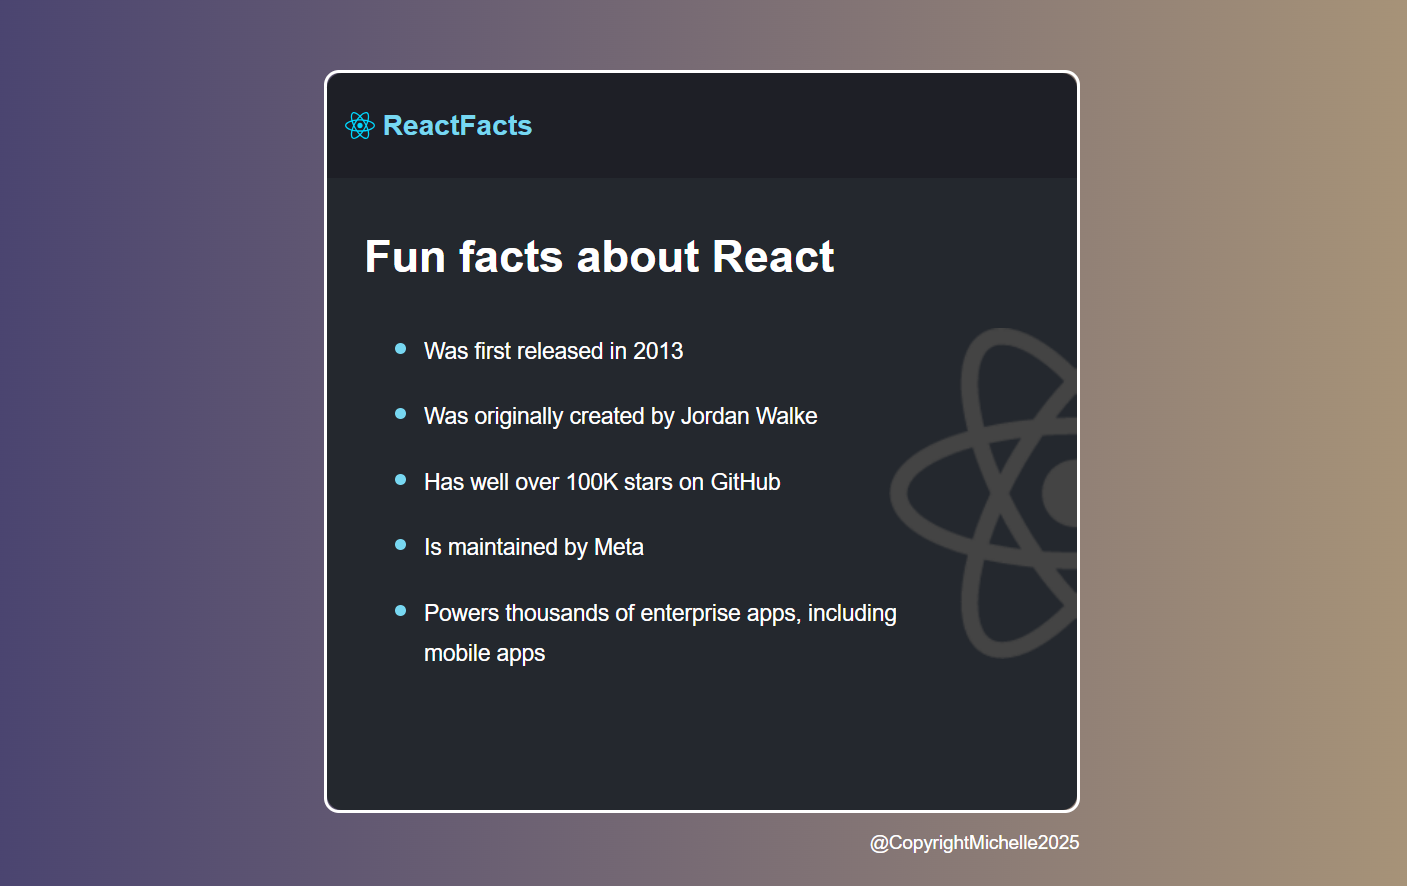 ReactFacts
Fun facts about React
Was first released in 2013
Was originally created by Jordan Walke
Has well over 100K stars on GitHub
Is maintained by Meta
Powers thousands of enterprise apps, including
mobile apps
@CopyrightMichelle2025